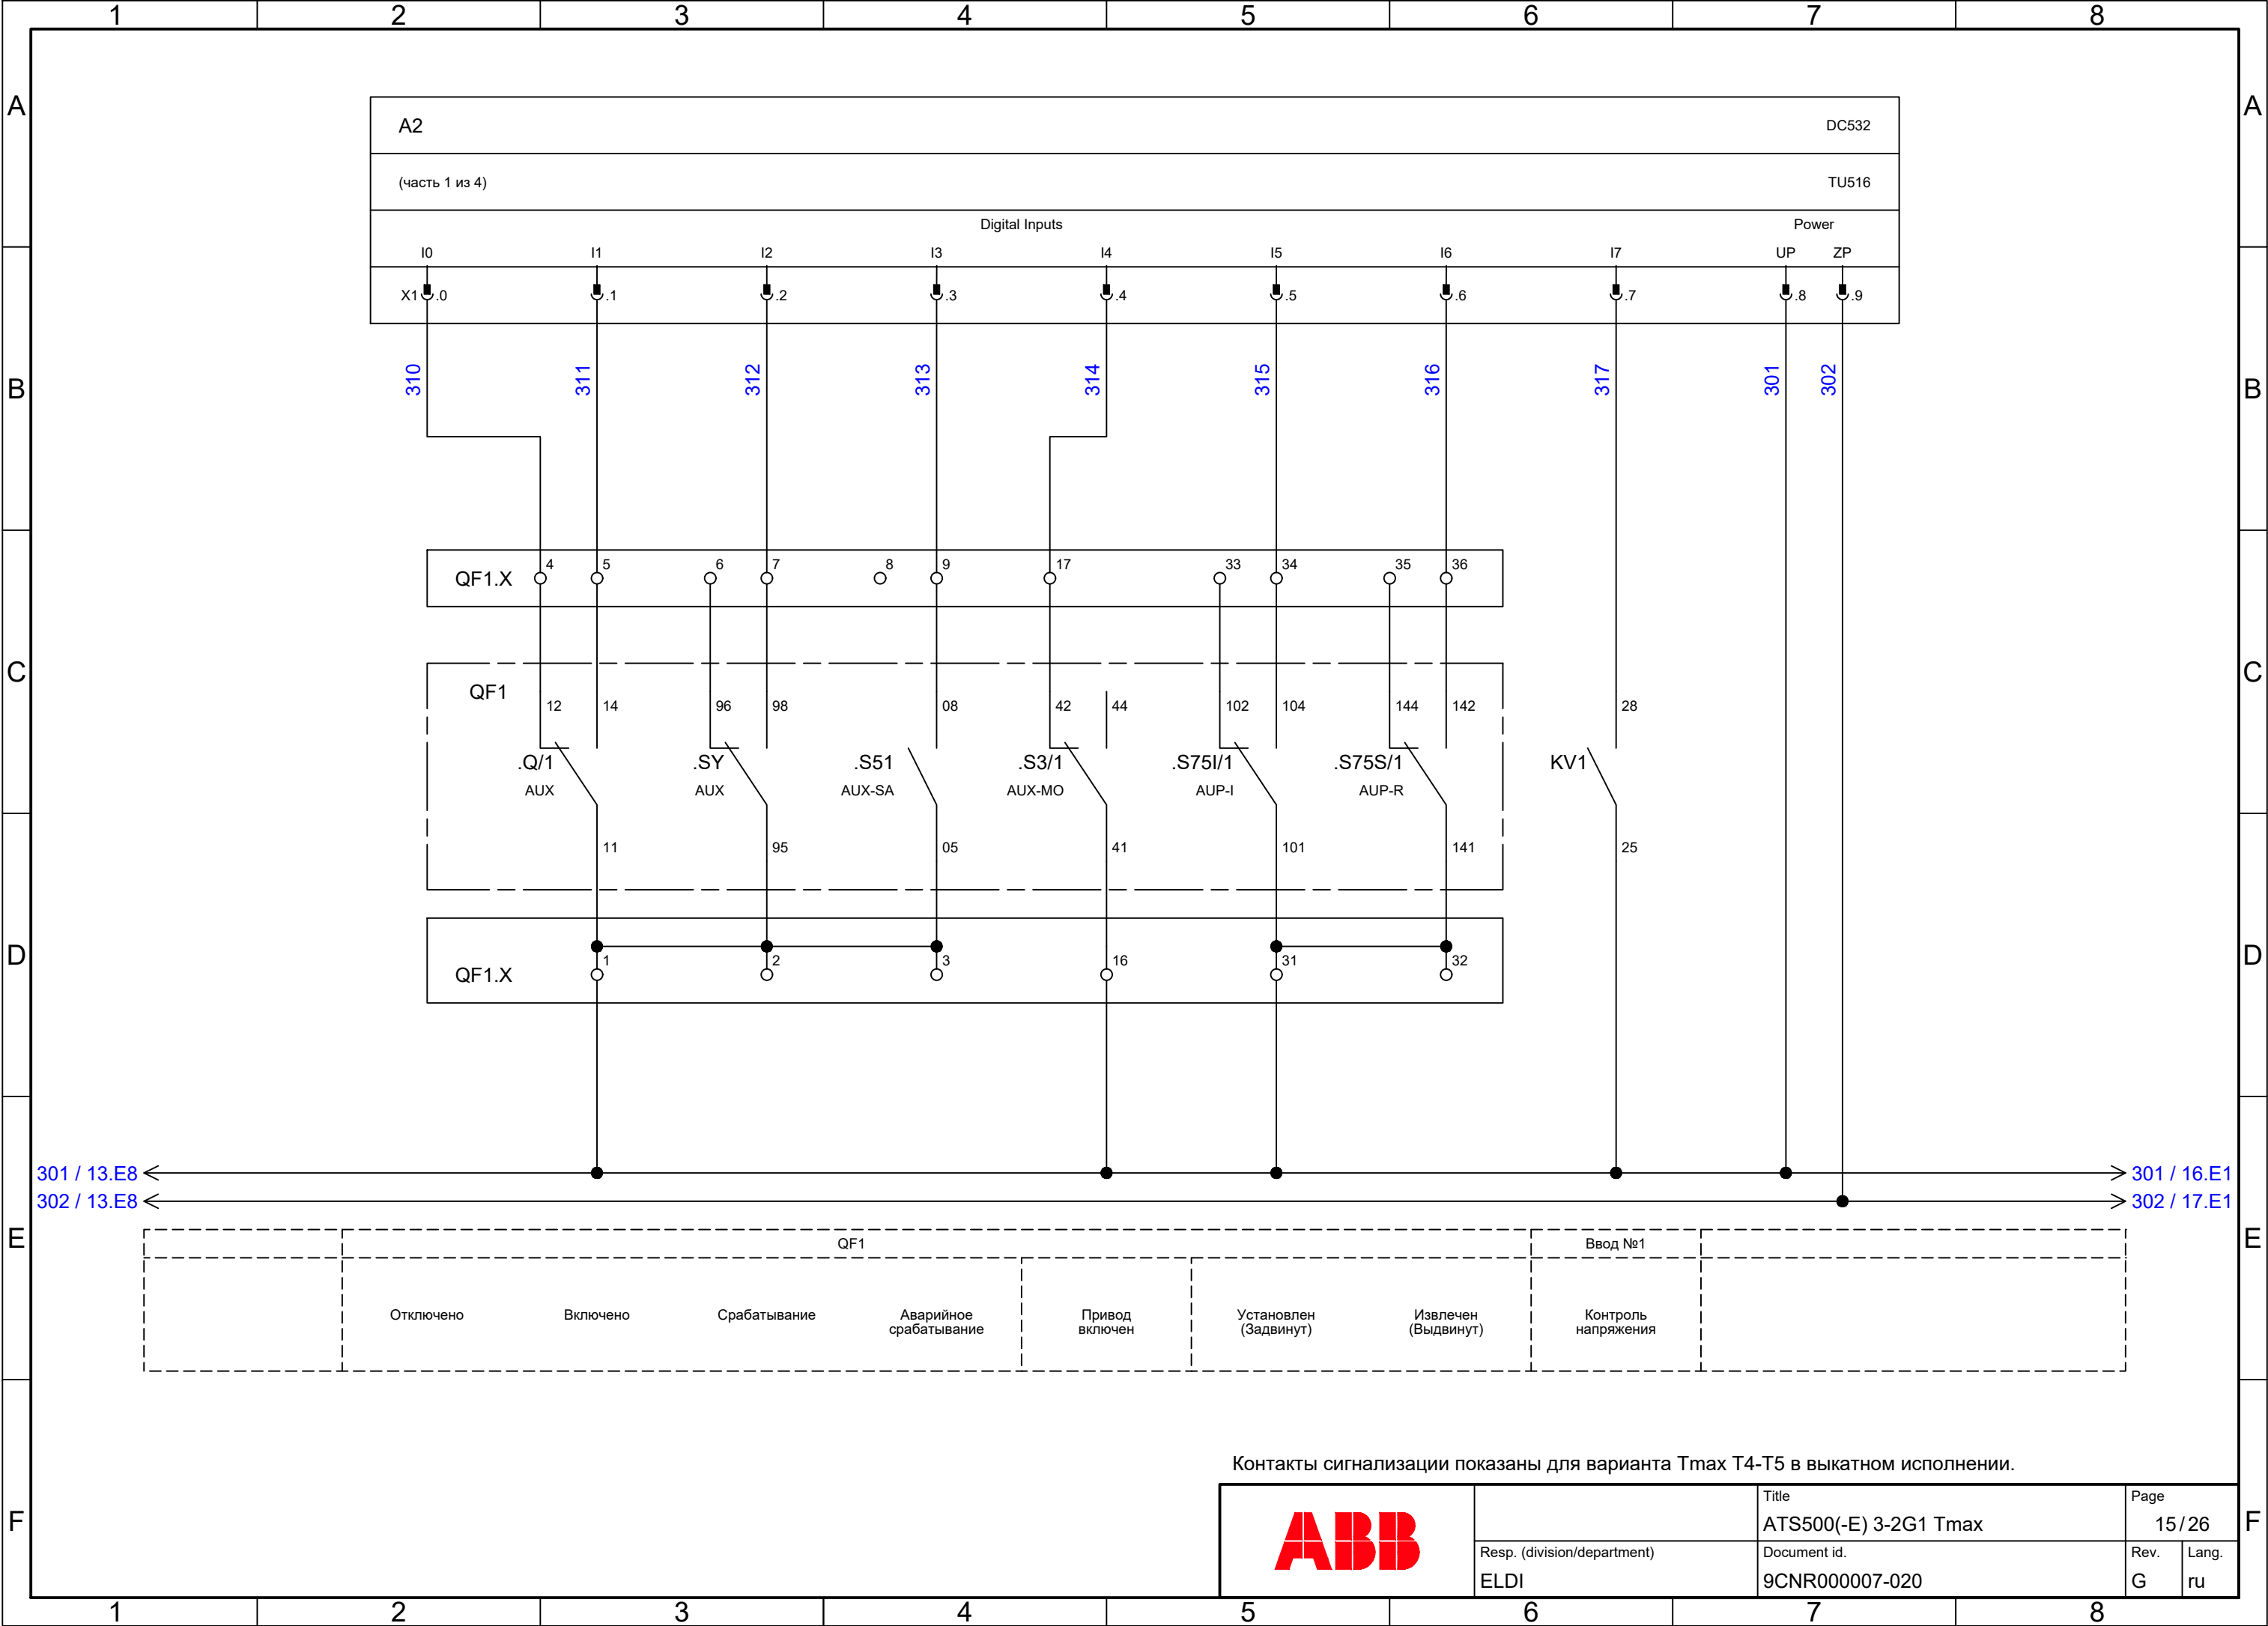 1 2 3 4 5 6 7 8
A A
A2 DC532
(часть 1 из 4) TU516
Digital Inputs Power
I0 I1 I2 I3 I4 I5 I6 I7 UP ZP
X1 .0 .1 .2 .3 .4 .5 .6 .7 .8 .9
310 311 312 313 314 315 316 317 301 302
B B
QF1.X 4 5 6 7 8 9 17 33 34 35 36
C C
QF1
12 14 96 98 08 42 44 102 104 144 142 28
.Q/1 .SY .S51 .S3/1 .S75I/1 .S75S/1 KV1
AUX AUX AUX-SA AUX-MO AUP-I AUP-R
11 95 05 41 101 141 25
D D
QF1.X 1 2 3 16 31 32
301 / 13.E8 301 / 16.E1
302 / 13.E8 302 / 17.E1
E E
QF1 Ввод №1
Отключено Включено Срабатывание Аварийное Привод Установлен Извлечен Контроль
срабатывание включен (Задвинут) (Выдвинут) напряжения
Контакты сигнализации показаны для варианта Tmax T4-T5 в выкатном исполнении.
F F
ABB
Title Page
ATS500(-E) 3-2G1 Tmax 15/26
Resp. (division/department) Document id. Rev. Lang.
ELDI 9CNR000007-020 G ru
1 2 3 4 5 6 7 8